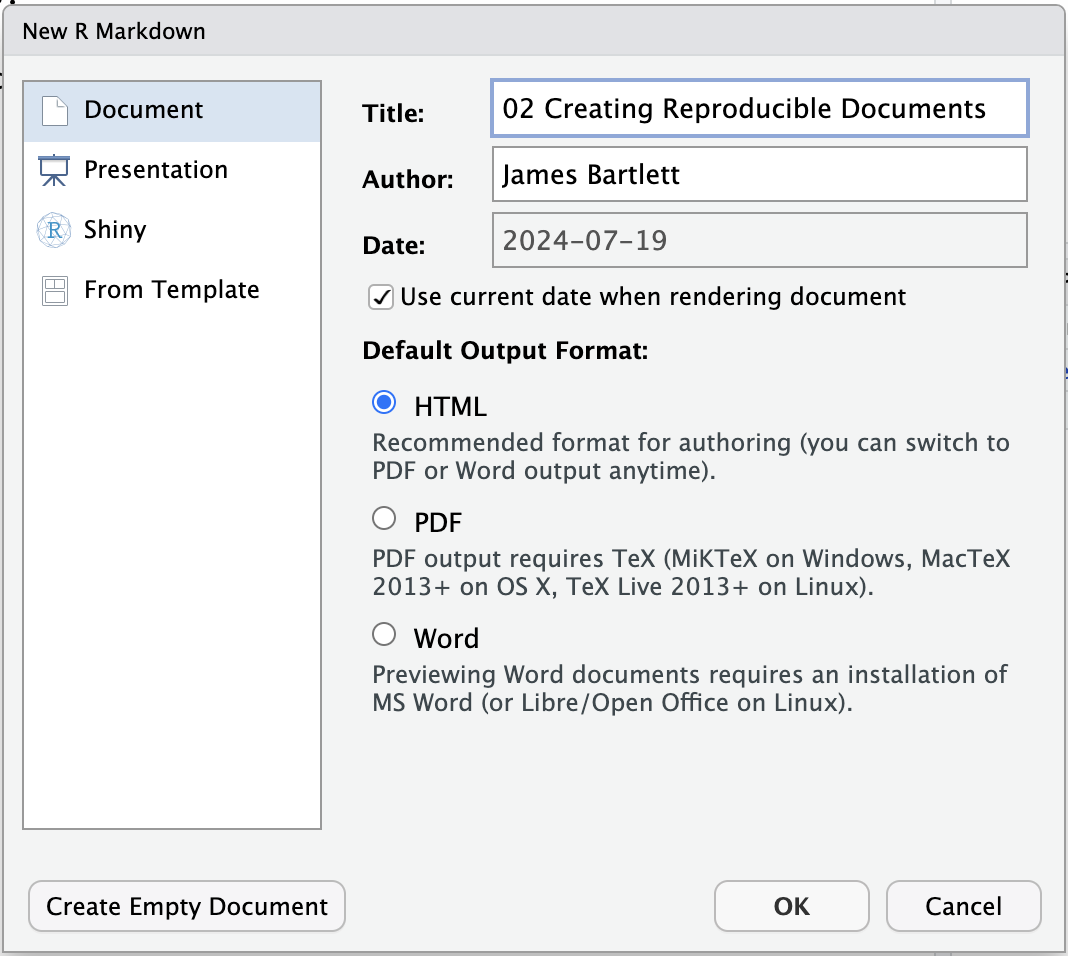 New R Markdown
Document
Presentation
R
Shiny
From Template
Title:
02 Creating Reproducible Documents
Author:
James Bartlett
Date:
2024-07-19
Use current date when rendering document
Default Output Format:
HTML
Recommended format for authoring (you can switch to
PDF or Word output anytime).
PDF
PDF output requires TeX (MiKTeX on Windows, MacTeX
2013+ on OS X, TeX Live 2013+ on Linux).
Word
Previewing Word documents requires an installation of
MS Word (or Libre/Open Office on Linux).
Create Empty Document
OK
Cancel